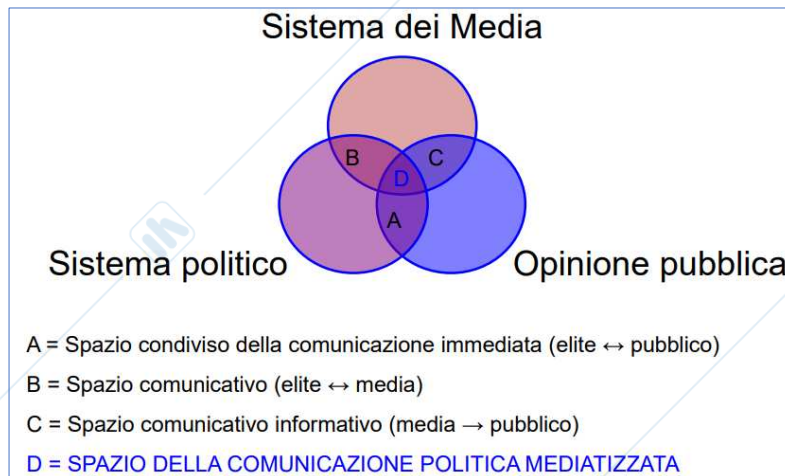 Sistema dei Media
B
C
D
A
Sistema politico
Opinione pubblica
A = Spazio condiviso della comunicazione immediata (elite ↔ pubblico)
B = Spazio comunicativo (elite ↔ media)
C = Spazio comunicativo informativo (media → pubblico)
D = SPAZIO DELLA COMUNICAZIONE POLITICA MEDIATIZZATA